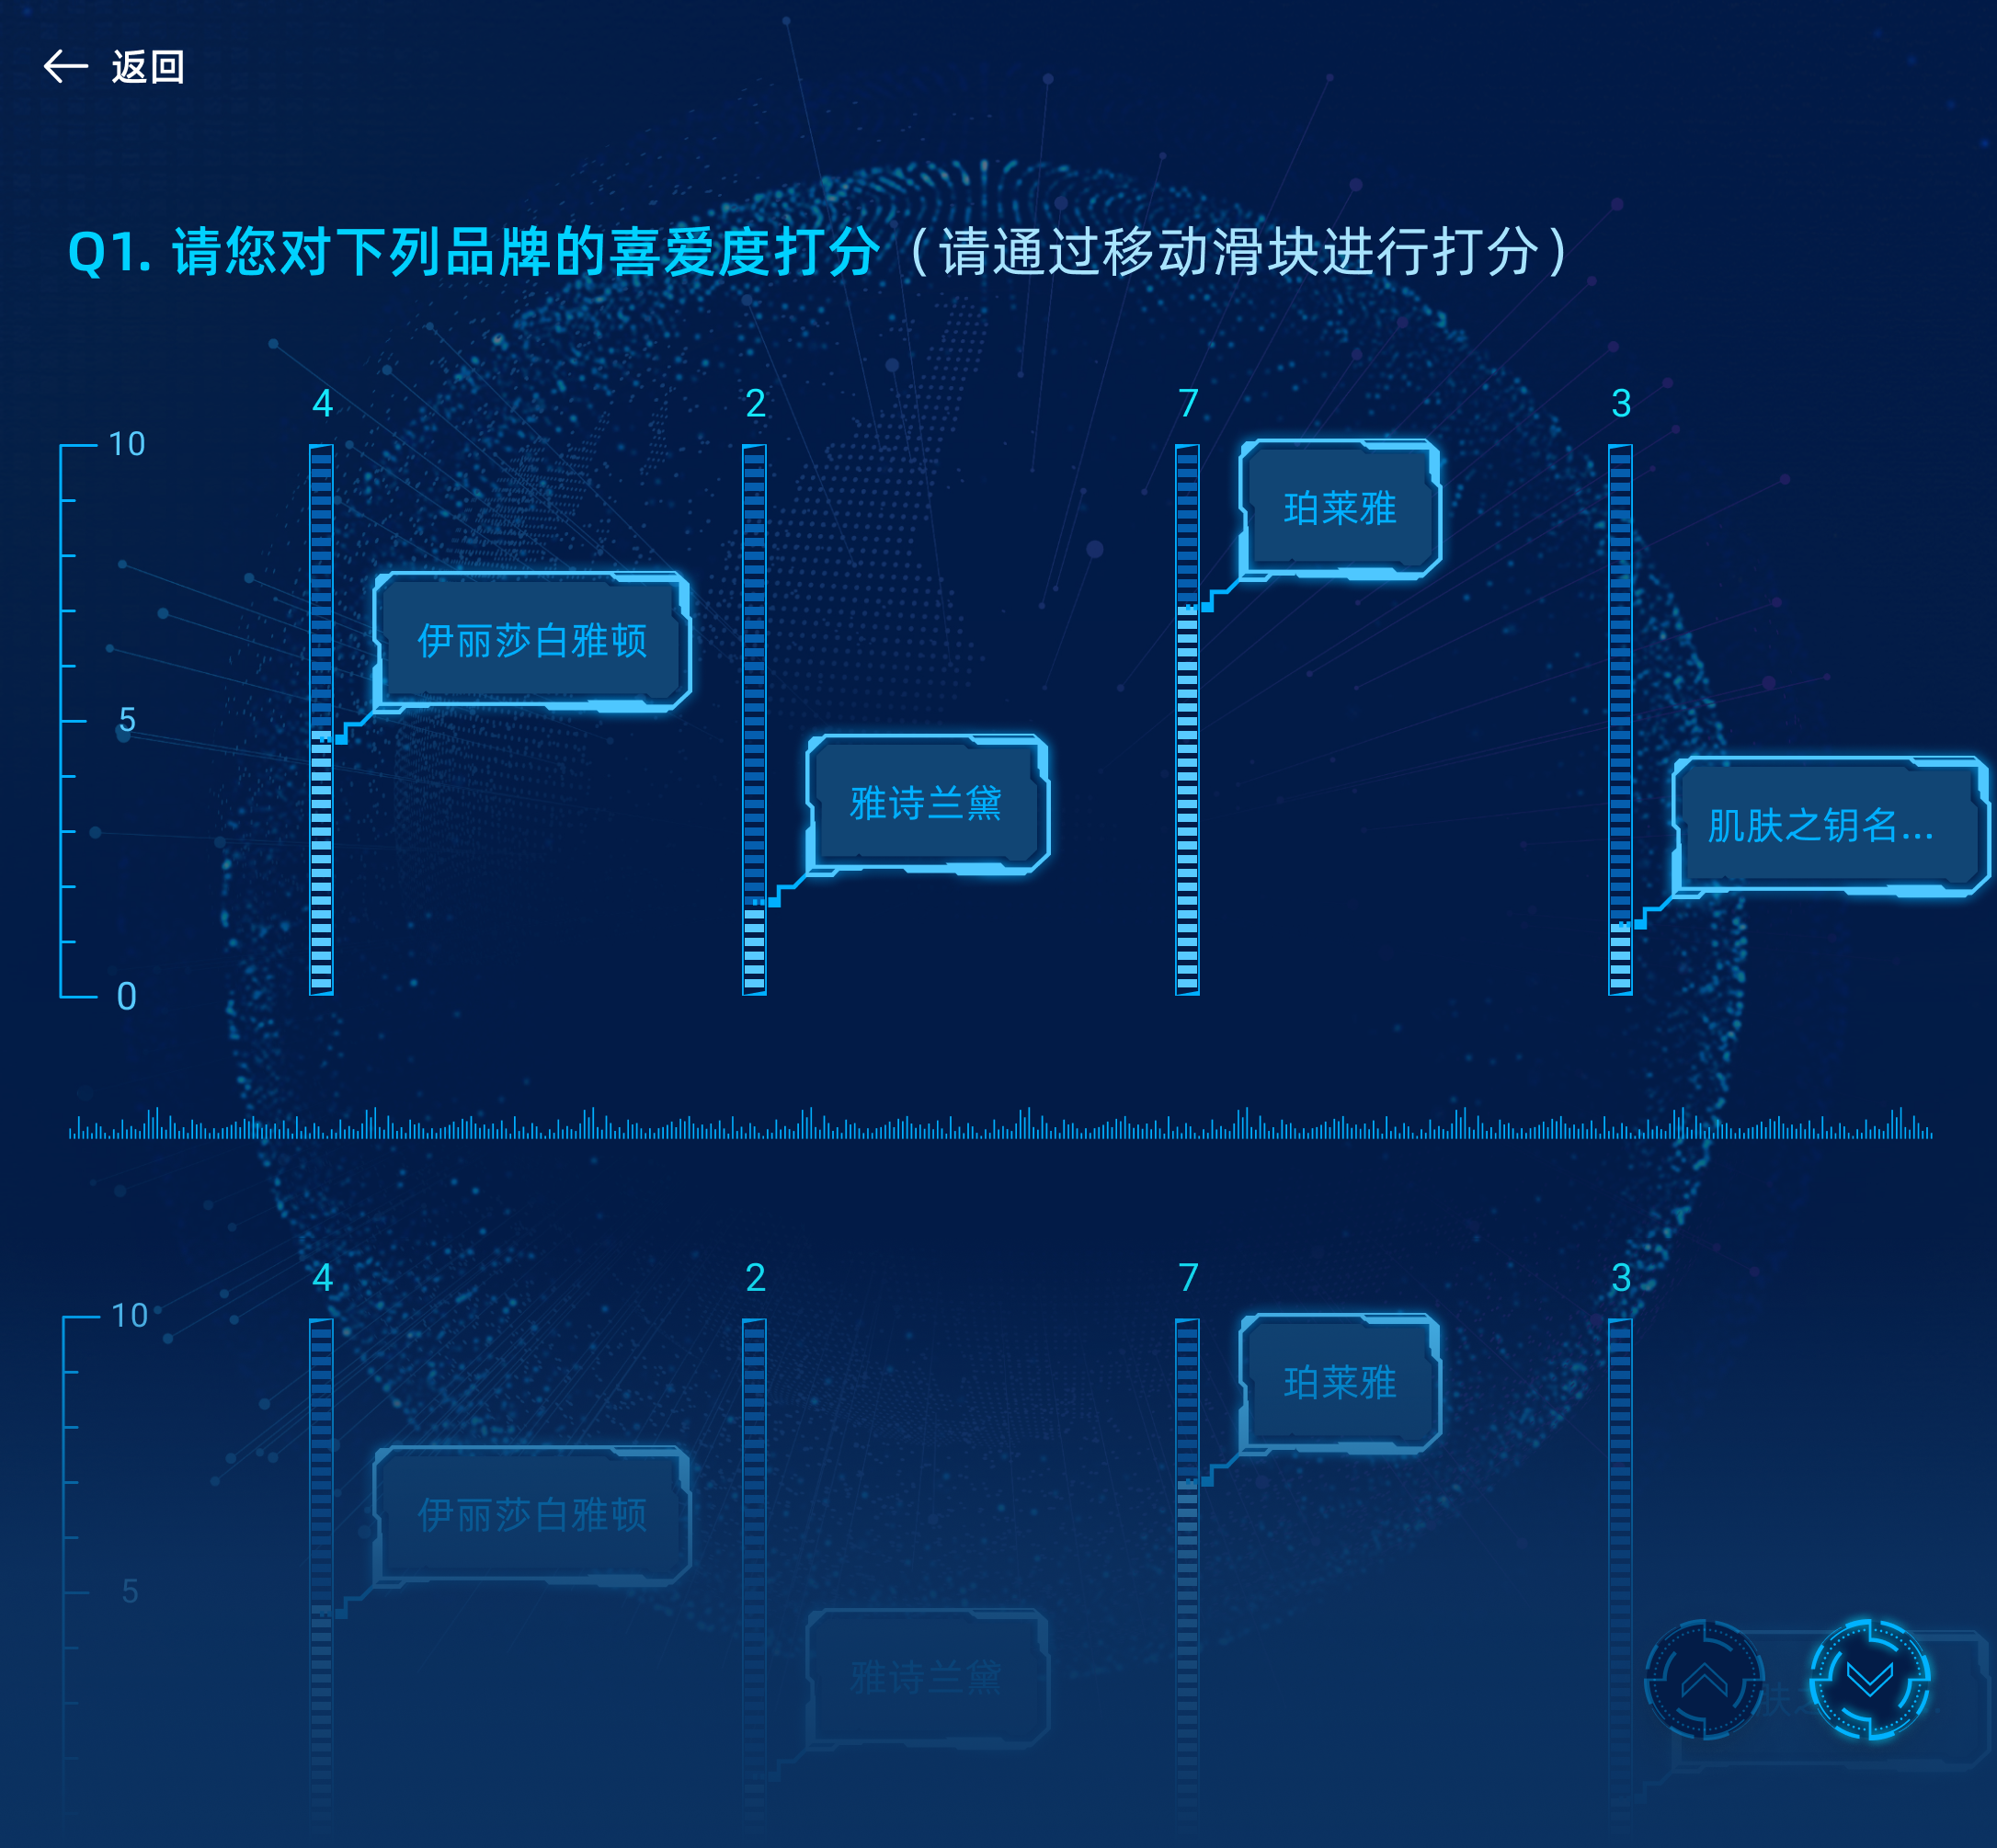 返回
Q1. 请您对下列品牌的喜爱度打分（请通过移动滑块进行打分）
4 2 7 3
10
珀莱雅
伊丽莎白雅顿
5
雅诗兰黛
肌肤之钥名...
0
4 2 7 3
10
珀莱雅
伊丽莎白雅顿
5
雅诗兰黛